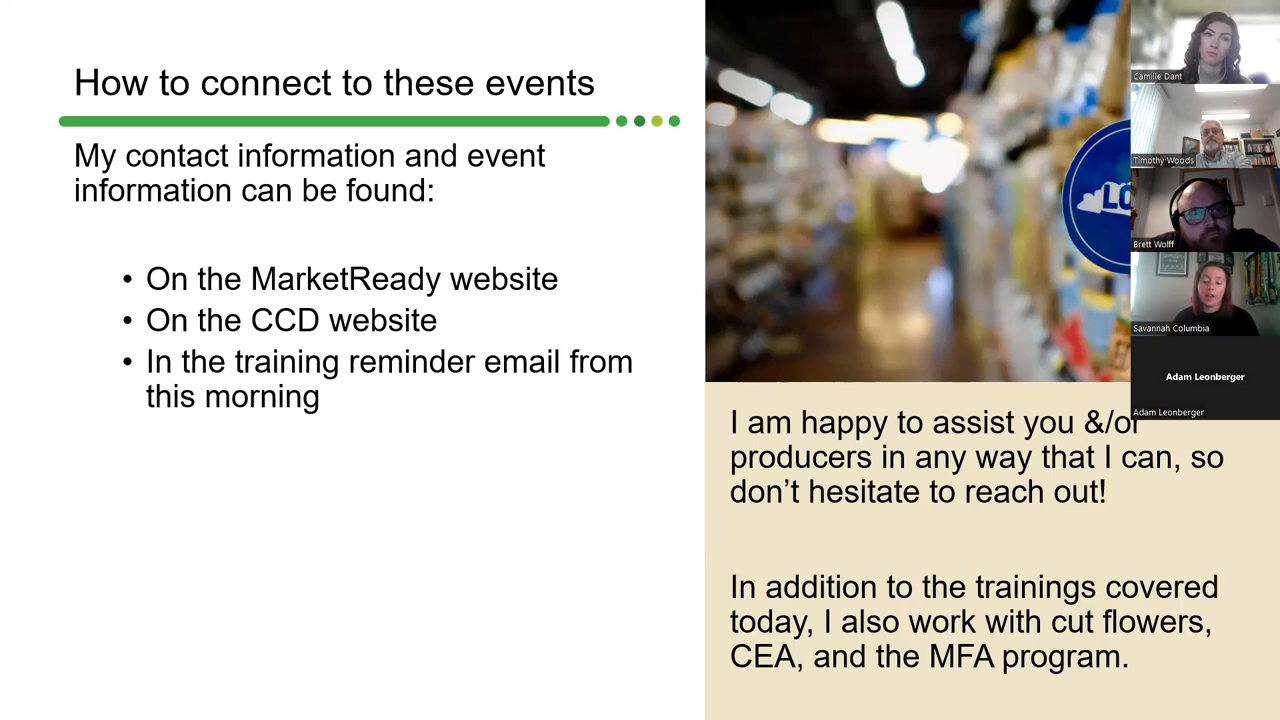 How to connect to these events
My contact information and event
information can be found:
• On the MarketReady website
• On the CCD website
• In the training reminder email from
this morning
LO
I am happy to assist you &/or
producers in any way that I can, so
don’t hesitate to reach out!
In addition to the trainings covered
today, I also work with cut flowers,
CEA, and the MFA program.
Camille Dant
Timothy Woods
Brett Wolff
Savannah Columbia
Adam Leonberger
Adam Leonberger